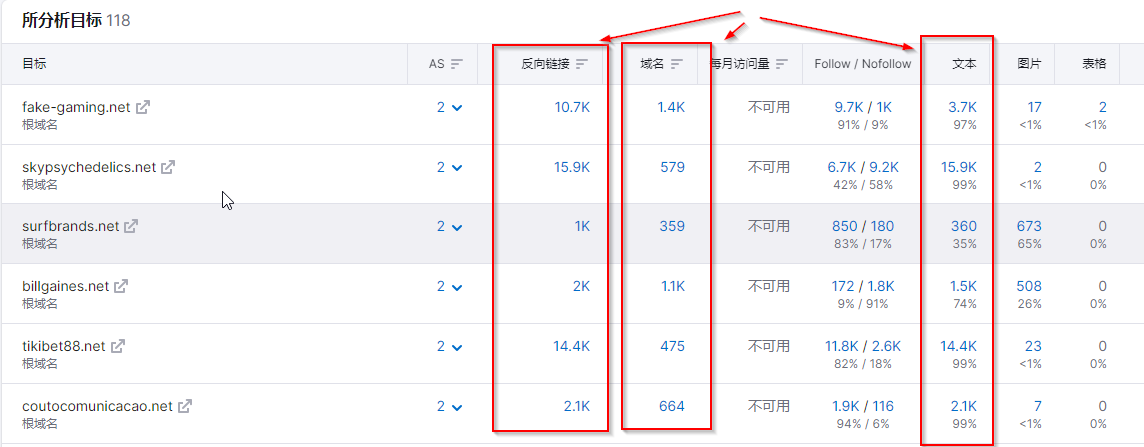 所分析目标 118
目标 AS 反向链接 域名 每月访问量 Follow / Nofollow 文本 图片 表格
fake-gaming.net 2 10.7K 1.4K 不可用 9.7K / 1K 3.7K 17 2
根域名 91% / 9% 97% <1% <1%
skypsychedelics.net 2 15.9K 579 不可用 6.7K / 9.2K 15.9K 2 0
根域名 42% / 58% 99% <1% 0%
surfbrands.net 2 1K 359 不可用 850 / 180 360 673 0
根域名 83% / 17% 35% 65% 0%
billgaines.net 2 2K 1.1K 不可用 172 / 1.8K 1.5K 508 0
根域名 9% / 91% 74% 26% 0%
tikibet88.net 2 14.4K 475 不可用 11.8K / 2.6K 14.4K 23 0
根域名 82% / 18% 99% <1% 0%
coutocomunicacao.net 2 2.1K 664 不可用 1.9K / 116 2.1K 7 0
根域名 94% / 6% 99% <1% 0%